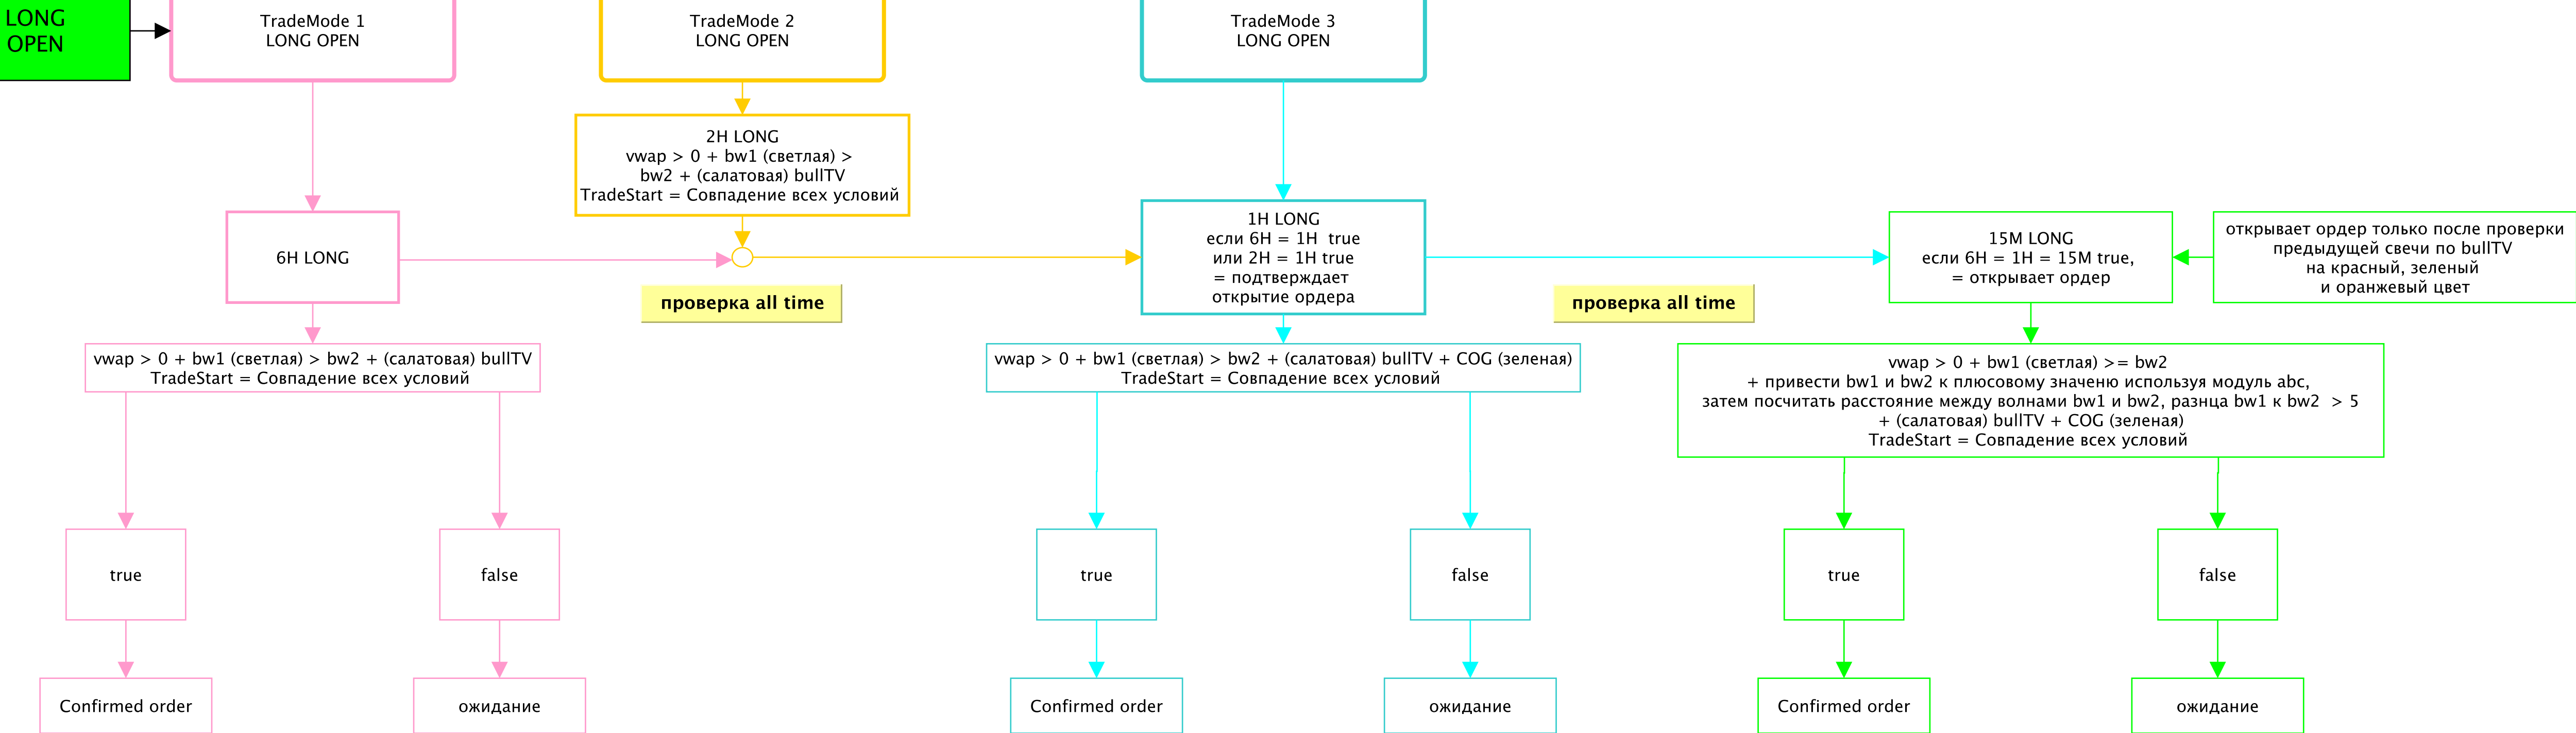 LONG
OPEN
TradeMode 1
LONG OPEN
TradeMode 2
LONG OPEN
TradeMode 3
LONG OPEN
2H LONG
vwap > 0 + bw1 (светлая) >
bw2 + (салатовая) bullTV
TradeStart = Совпадение всех условий
6H LONG
проверка all time
1H LONG
если 6H = 1H true
или 2H = 1H true
= подтверждает
открытие ордера
проверка all time
15M LONG
если 6H = 1H = 15M true,
= открывает ордер
открывает ордер только после проверки
предыдущей свечи по bullTV
на красный, зеленый
и оранжевый цвет
vwap > 0 + bw1 (светлая) > bw2 + (салатовая) bullTV
TradeStart = Совпадение всех условий
vwap > 0 + bw1 (светлая) > bw2 + (салатовая) bullTV + COG (зеленая)
TradeStart = Совпадение всех условий
vwap > 0 + bw1 (светлая) >= bw2
+ привести bw1 и bw2 к плюсовому значеню используя модуль abc,
затем посчитать расстояние между волнами bw1 и bw2, разнца bw1 к bw2 > 5
+ (салатовая) bullTV + COG (зеленая)
TradeStart = Совпадение всех условий
true
false
true
false
true
false
Confirmed order
ожидание
Confirmed order
ожидание
Confirmed order
ожидание